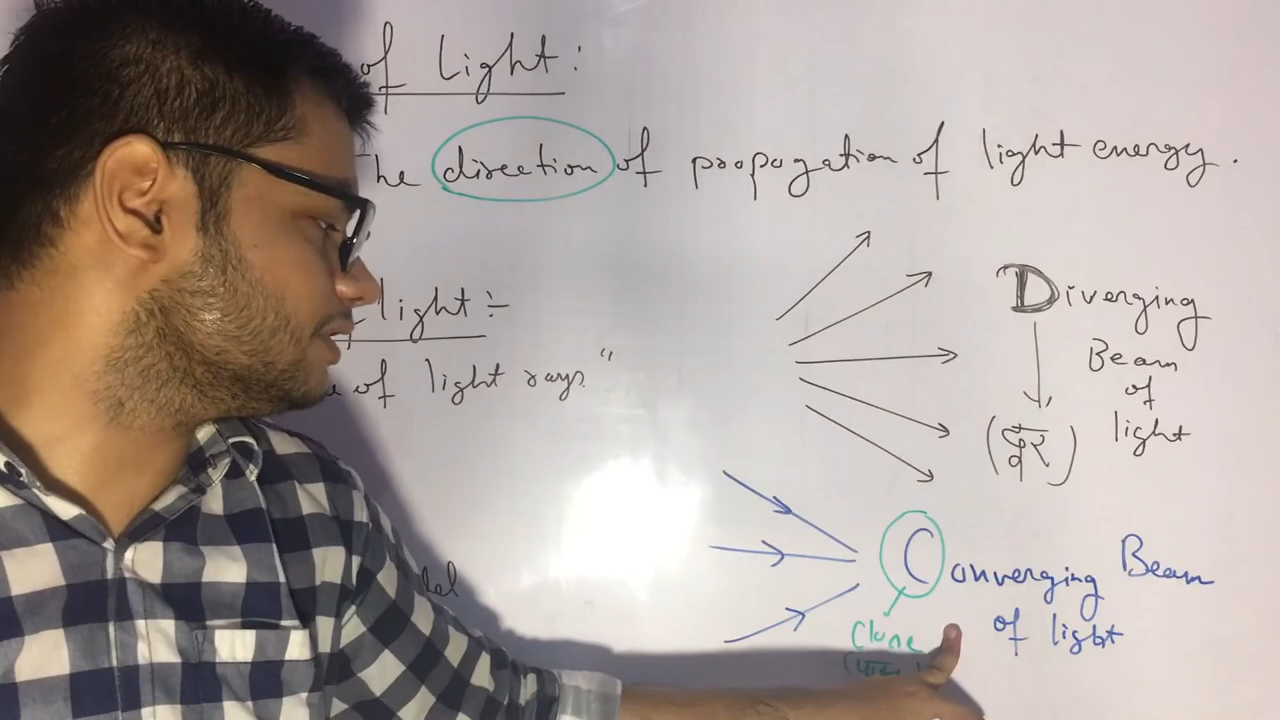 of Light:
The direction of propogation of light energy.
light :-
of light rays"
Diverging
Beam
of
light
(दूर)
Converging Beam
of light